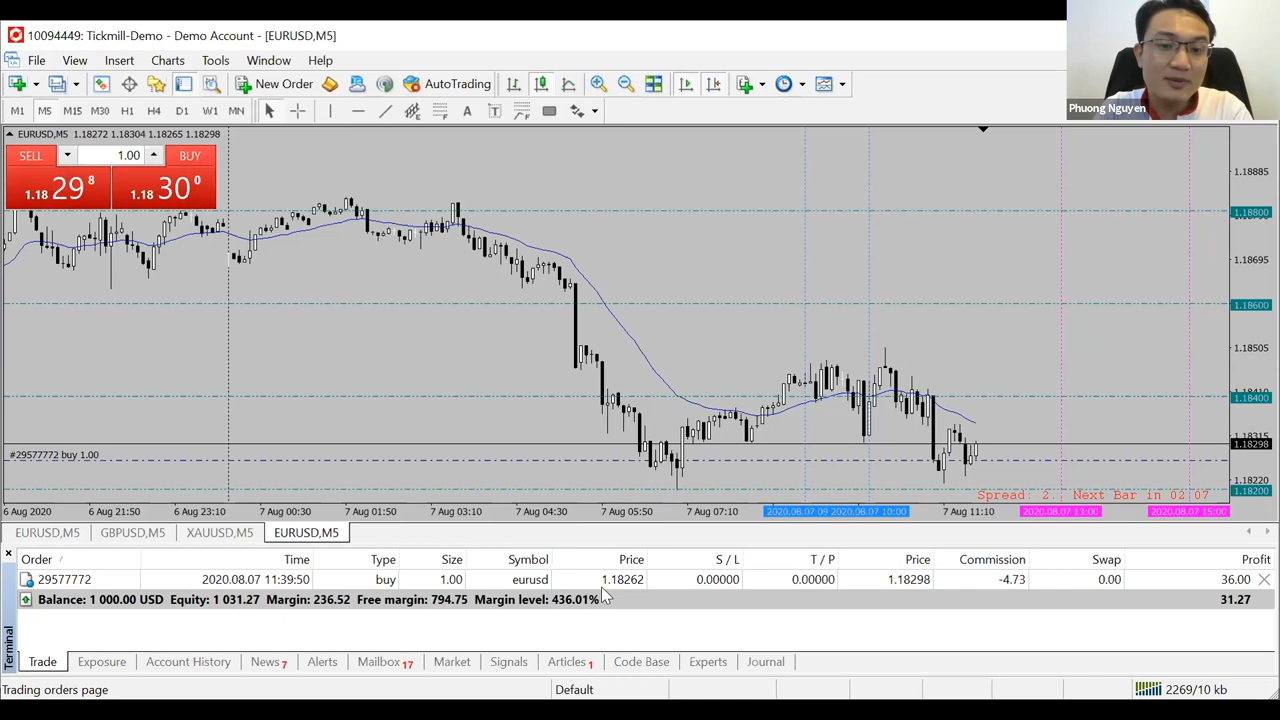 10094449: Tickmill-Demo - Demo Account - [EURUSD,M5]
File View Insert Charts Tools Window Help
New Order AutoTrading
M1 M5 M15 M30 H1 H4 D1 W1 MN A T
Phuong Nguyen
EURUSD,M5 1.18272 1.18304 1.18265 1.18298
SELL 1.00 BUY
1.18 29 8 1.18 30 0
1.18885
1.18800
1.18695
1.18600
1.18505
1.18400
1.18315
1.18298
#29577772 buy 1.00
1.18220
1.18200
Spread: 2. Next Bar in 02:07
6 Aug 2020 6 Aug 21:50 6 Aug 23:10 7 Aug 00:30 7 Aug 01:50 7 Aug 03:10 7 Aug 04:30 7 Aug 05:50 7 Aug 07:10 2020.08.07 09 2020.08.07 10:00 7 Aug 11:10 2020.08.07 13:00 2020.08.07 15:00
EURUSD,M5 GBPUSD,M5 XAUUSD,M5 EURUSD,M5
Order Time Type Size Symbol Price S / L T / P Price Commission Swap Profit
29577772 2020.08.07 11:39:50 buy 1.00 eurusd 1.18262 0.00000 0.00000 1.18298 -4.73 0.00 36.00
Balance: 1 000.00 USD Equity: 1 031.27 Margin: 236.52 Free margin: 794.75 Margin level: 436.01% 31.27
Terminal
Trade Exposure Account History News 7 Alerts Mailbox 17 Market Signals Articles 1 Code Base Experts Journal
Trading orders page Default 2269/10 kb